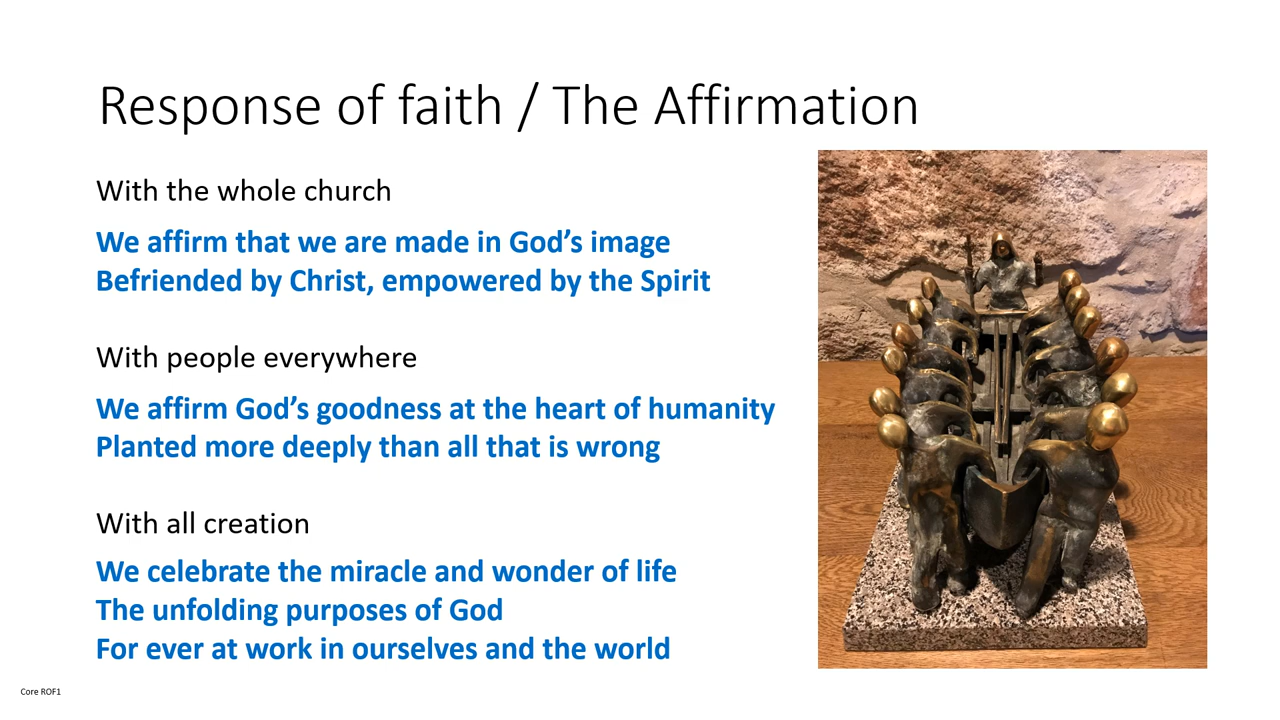 Response of faith / The Affirmation
With the whole church
We affirm that we are made in God’s image
Befriended by Christ, empowered by the Spirit
With people everywhere
We affirm God’s goodness at the heart of humanity
Planted more deeply than all that is wrong
With all creation
We celebrate the miracle and wonder of life
The unfolding purposes of God
For ever at work in ourselves and the world
Core ROF1